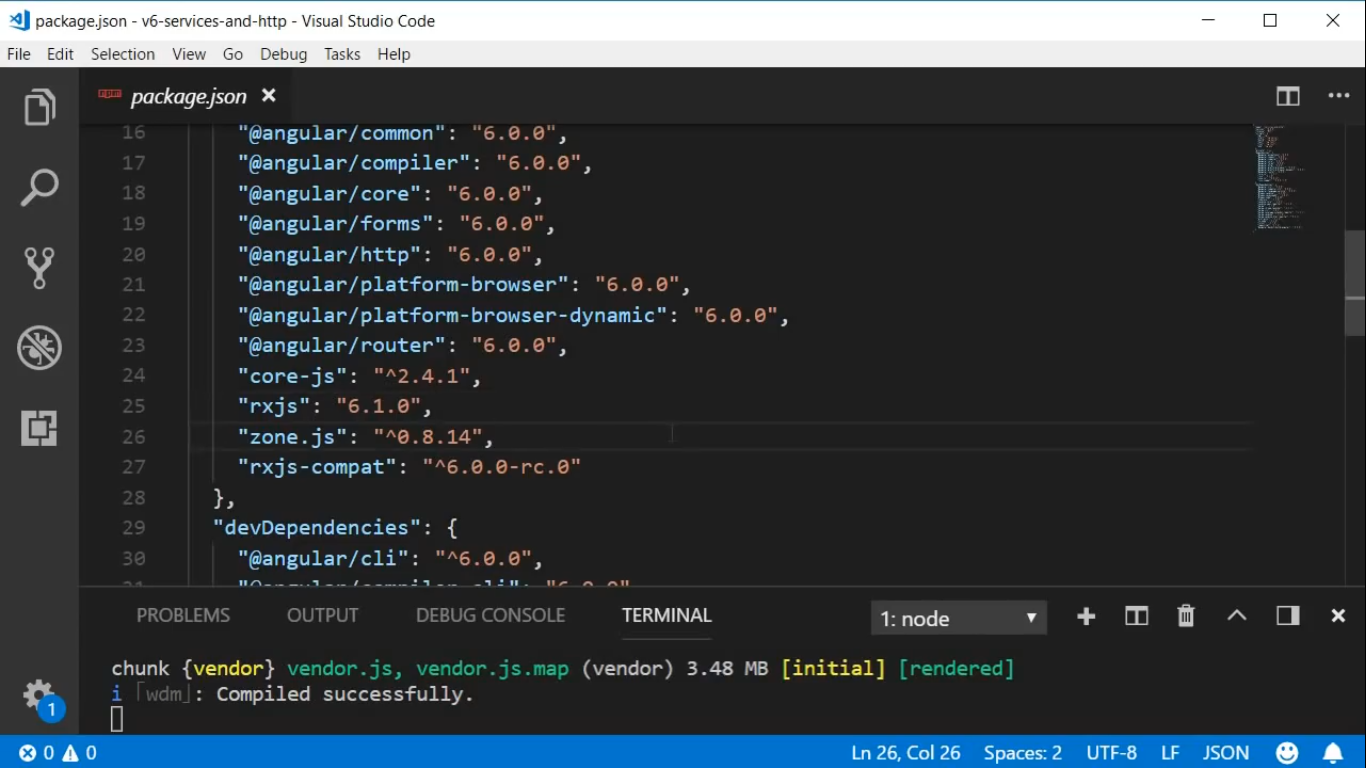 package.json - v6-services-and-http - Visual Studio Code
File Edit Selection View Go Debug Tasks Help
npm package.json
16 "@angular/common": "6.0.0",
17 "@angular/compiler": "6.0.0",
18 "@angular/core": "6.0.0",
19 "@angular/forms": "6.0.0",
20 "@angular/http": "6.0.0",
21 "@angular/platform-browser": "6.0.0",
22 "@angular/platform-browser-dynamic": "6.0.0",
23 "@angular/router": "6.0.0",
24 "core-js": "^2.4.1",
25 "rxjs": "6.1.0",
26 "zone.js": "^0.8.14",
27 "rxjs-compat": "^6.0.0-rc.0"
28 },
29 "devDependencies": {
30 "@angular/cli": "^6.0.0",
31 "@angular/compiler-cli": "6.0.0"
PROBLEMS OUTPUT DEBUG CONSOLE TERMINAL 1: node
chunk {vendor} vendor.js, vendor.js.map (vendor) 3.48 MB [initial] [rendered]
i ｢wdm｣: Compiled successfully.
1
0 0 Ln 26, Col 26 Spaces: 2 UTF-8 LF JSON